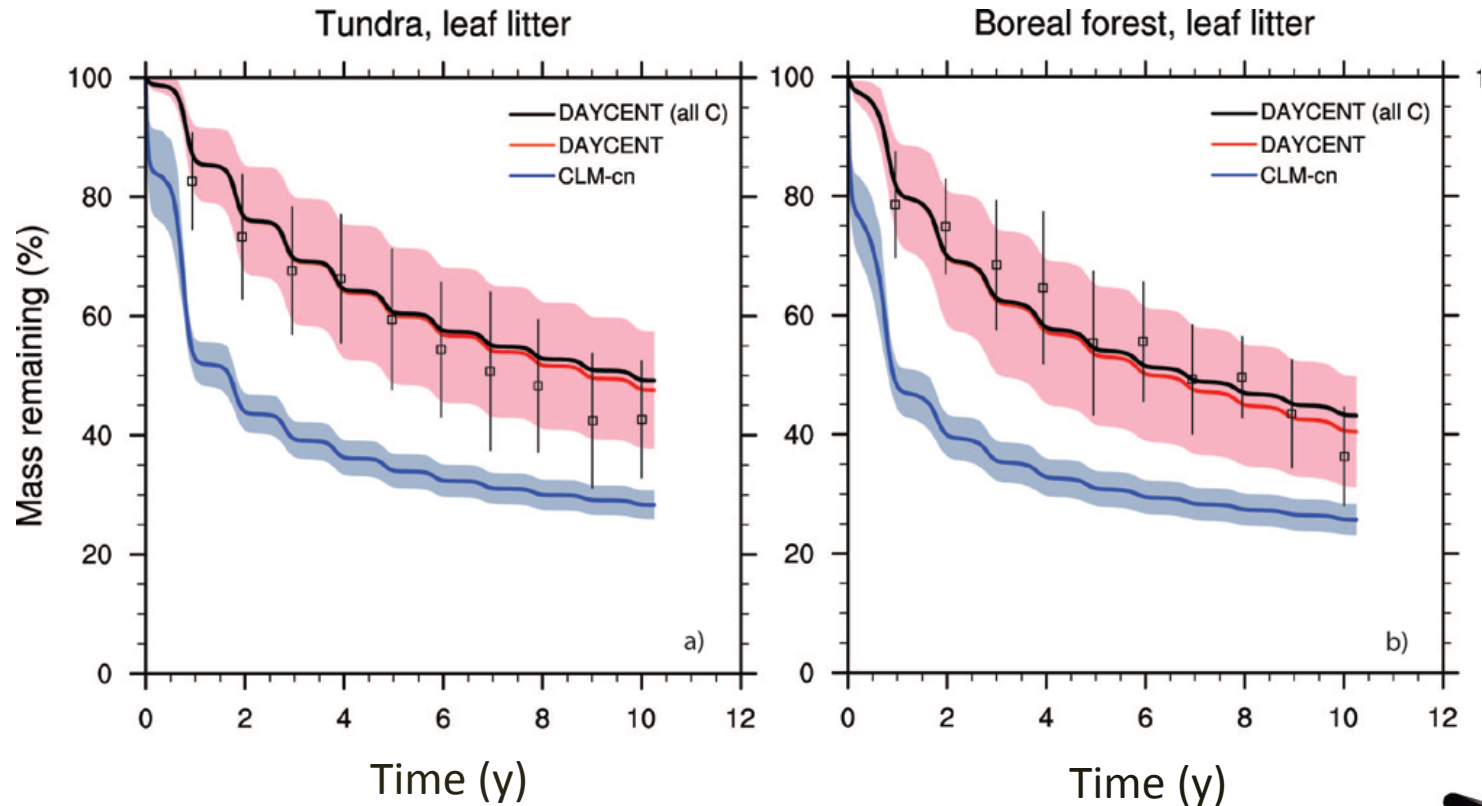 Tundra, leaf litter
Boreal forest, leaf litter
Mass remaining (%)
100
80
60
40
20
0
DAYCENT (all C)
DAYCENT
CLM-cn
a)
0 2 4 6 8 10 12
Time (y)
100
80
60
40
20
0
DAYCENT (all C)
DAYCENT
CLM-cn
b)
0 2 4 6 8 10 12
Time (y)